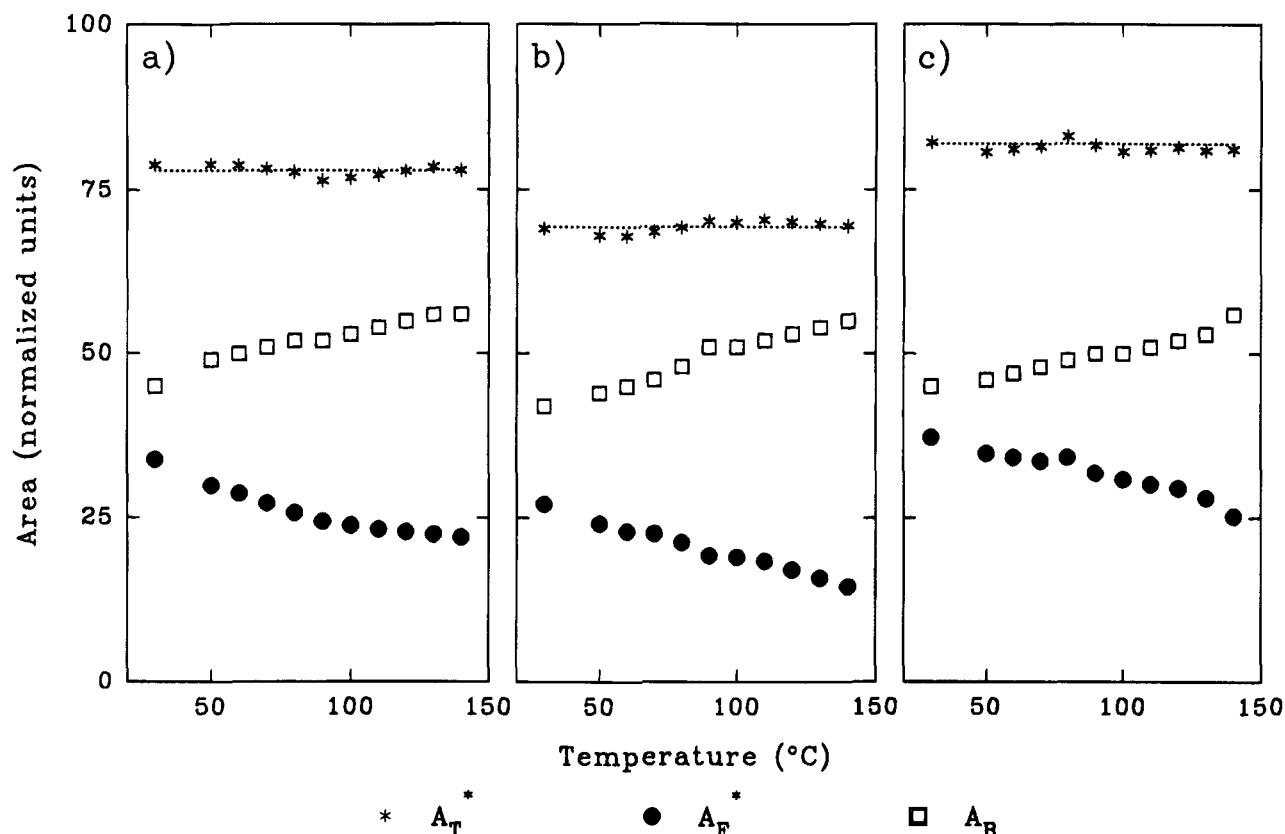 100
75
50
25
0
Area (normalized units)
a)
b)
c)
50 100 150
50 100 150
50 100 150
Temperature (°C)
* A_T^*
● A_F^*
□ A_B